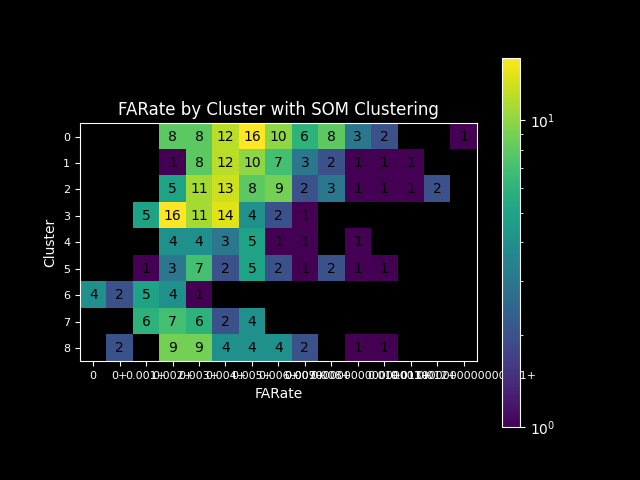 FARate by Cluster with SOM Clustering
0 8 8 12 16 10 6 8 3 2 1
1 1 8 12 10 7 3 2 1 1 1
2 5 11 13 8 9 2 3 1 1 1 2
3 5 16 11 14 4 2 1
4 4 4 3 5 1 1 1
5 1 3 7 2 5 2 1 2 1 1
6 4 2 5 4 1
7 6 7 6 2 4
8 2 9 9 4 4 4 2 1 1
Cluster
0 0+
FARate
10¹
10⁰